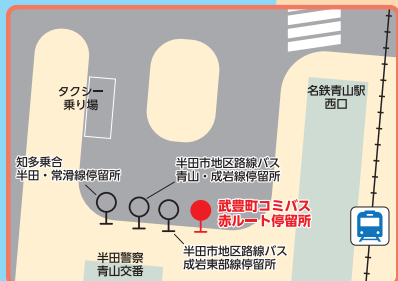 タクシー
乗り場
名鉄青山駅
西口
知多乗合
半田・常滑線停留所
半田市地区路線バス
青山・成岩線停留所
武豊町コミバス
赤ルート停留所
半田市地区路線バス
成岩東部線停留所
半田警察
青山交番